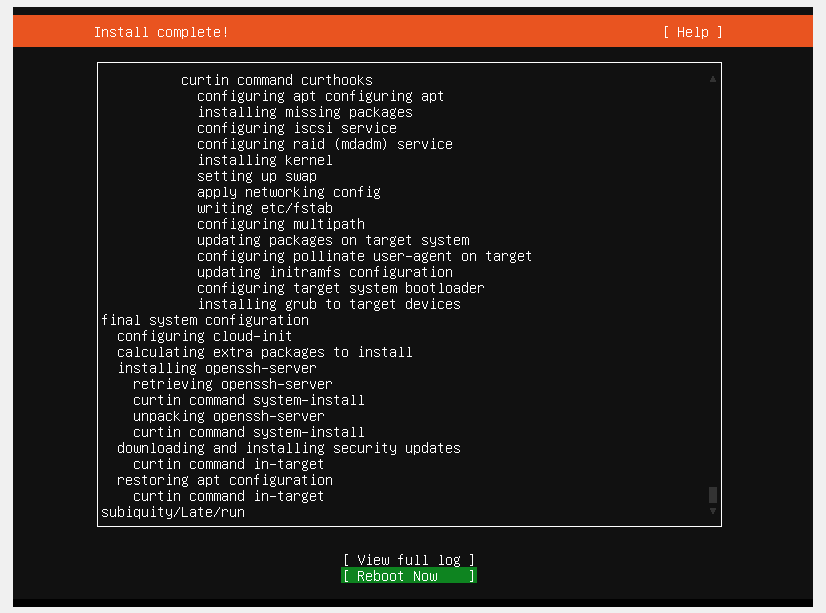 Install complete!
[ Help ]
curtin command curthooks
configuring apt configuring apt
installing missing packages
configuring iscsi service
configuring raid (mdadm) service
installing kernel
setting up swap
apply networking config
writing etc/fstab
configuring multipath
updating packages on target system
configuring pollinate user-agent on target
updating initramfs configuration
configuring target system bootloader
installing grub to target devices
final system configuration
configuring cloud-init
calculating extra packages to install
installing openssh-server
retrieving openssh-server
curtin command system-install
unpacking openssh-server
curtin command system-install
downloading and installing security updates
curtin command in-target
restoring apt configuration
curtin command in-target
subiquity/Late/run
[ View full log ]
[ Reboot Now ]